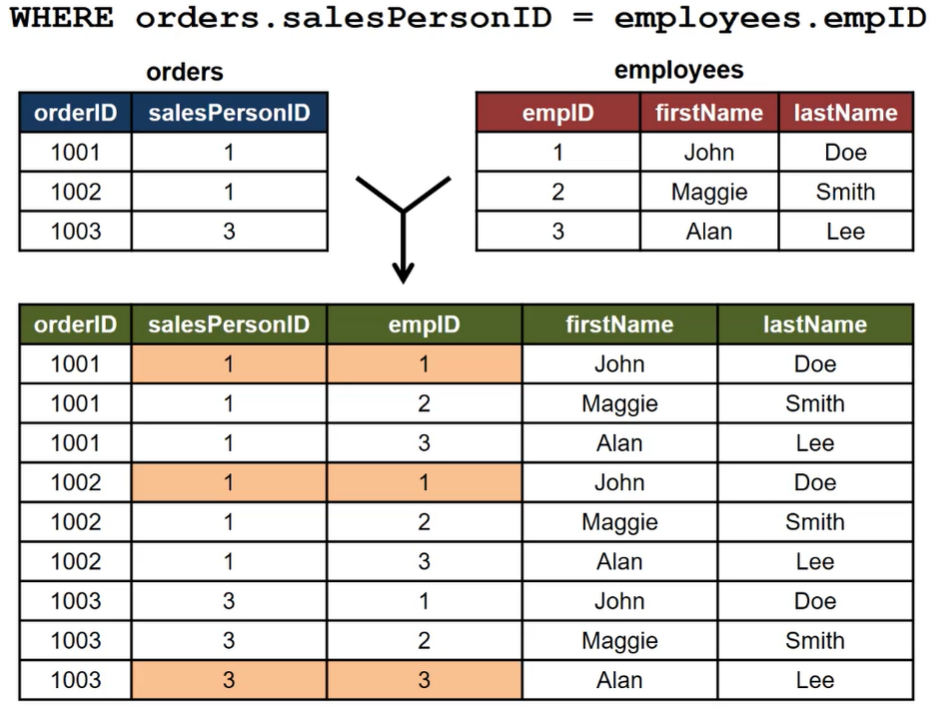 WHERE orders.salesPersonID = employees.empID
orders
orderID salesPersonID
1001 1
1002 1
1003 3
employees
empID firstName lastName
1 John Doe
2 Maggie Smith
3 Alan Lee
orderID salesPersonID empID firstName lastName
1001 1 1 John Doe
1001 1 2 Maggie Smith
1001 1 3 Alan Lee
1002 1 1 John Doe
1002 1 2 Maggie Smith
1002 1 3 Alan Lee
1003 3 1 John Doe
1003 3 2 Maggie Smith
1003 3 3 Alan Lee